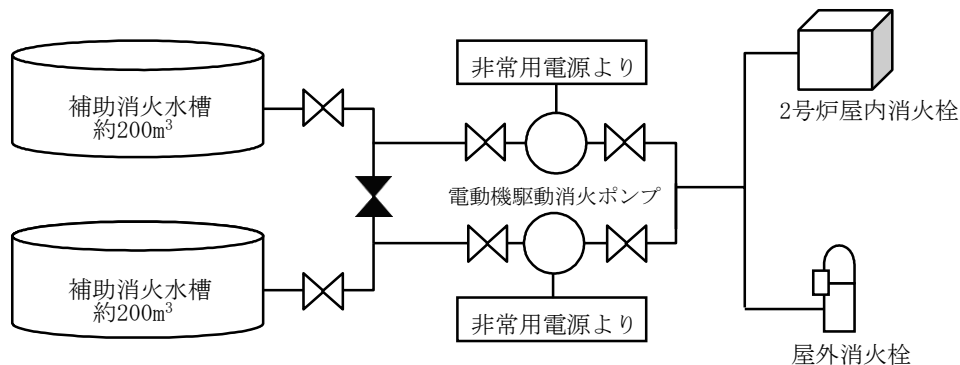 非常用電源より
補助消火水槽
約200m³
2号炉屋内消火栓
電動機駆動消火ポンプ
補助消火水槽
約200m³
非常用電源より
屋外消火栓